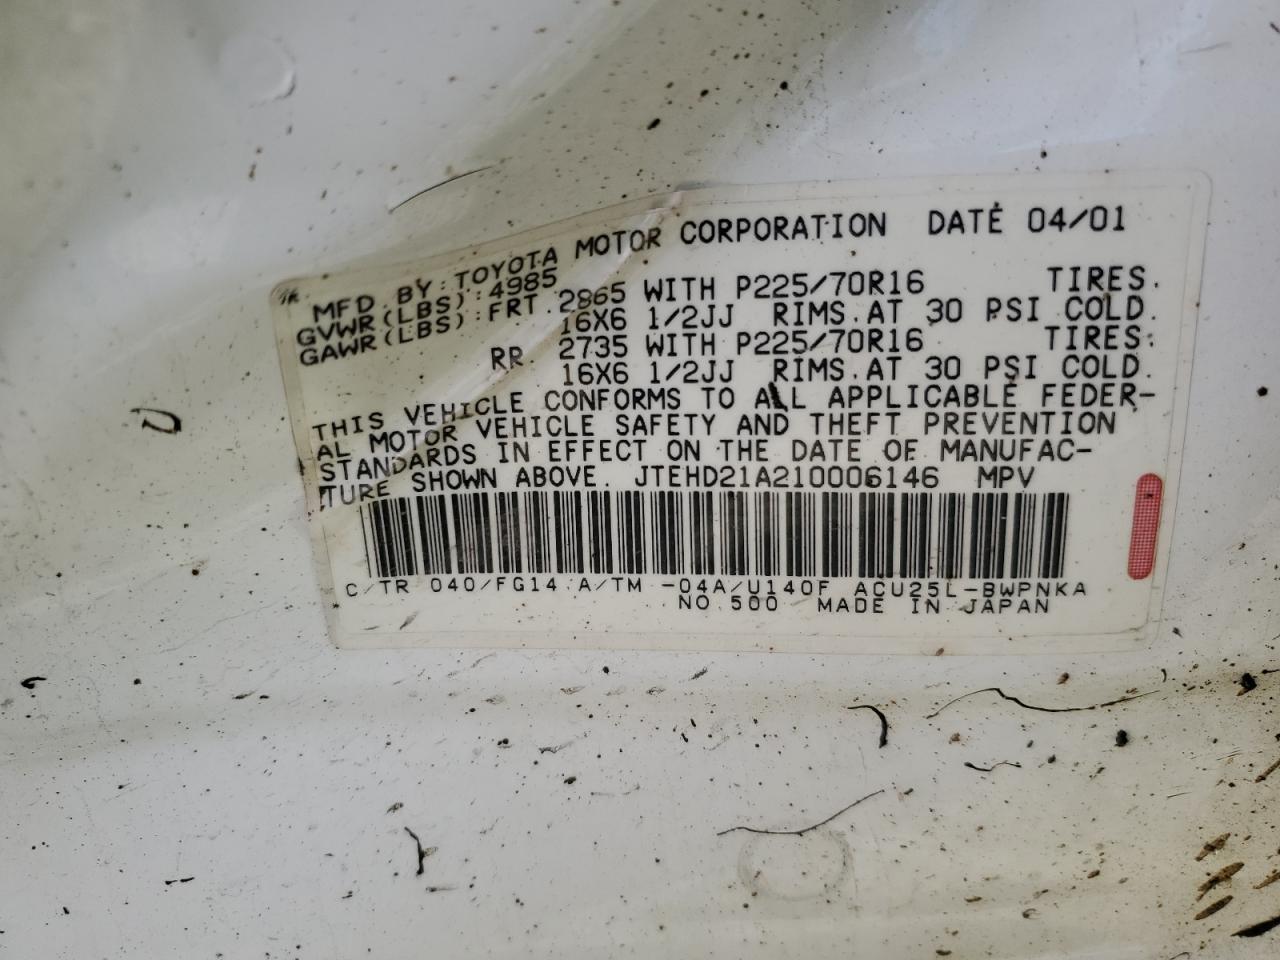 MFD. BY: TOYOTA MOTOR CORPORATION DATE 04/01
GVWR(LBS):4985
GAWR(LBS):FRT. 2865 WITH P225/70R16 TIRES.
16X6 1/2JJ RIMS.AT 30 PSI COLD.
RR. 2735 WITH P225/70R16 TIRES.
16X6 1/2JJ RIMS.AT 30 PSI COLD.
THIS VEHICLE CONFORMS TO ALL APPLICABLE FEDER-
AL MOTOR VEHICLE SAFETY AND THEFT PREVENTION
STANDARDS IN EFFECT ON THE DATE OF MANUFAC-
TURE SHOWN ABOVE. JTEHD21A210006146 MPV
C/TR 040/FG14 A/TM -04A/U140F ACU25L-BWPNKA
NO.500 MADE IN JAPAN